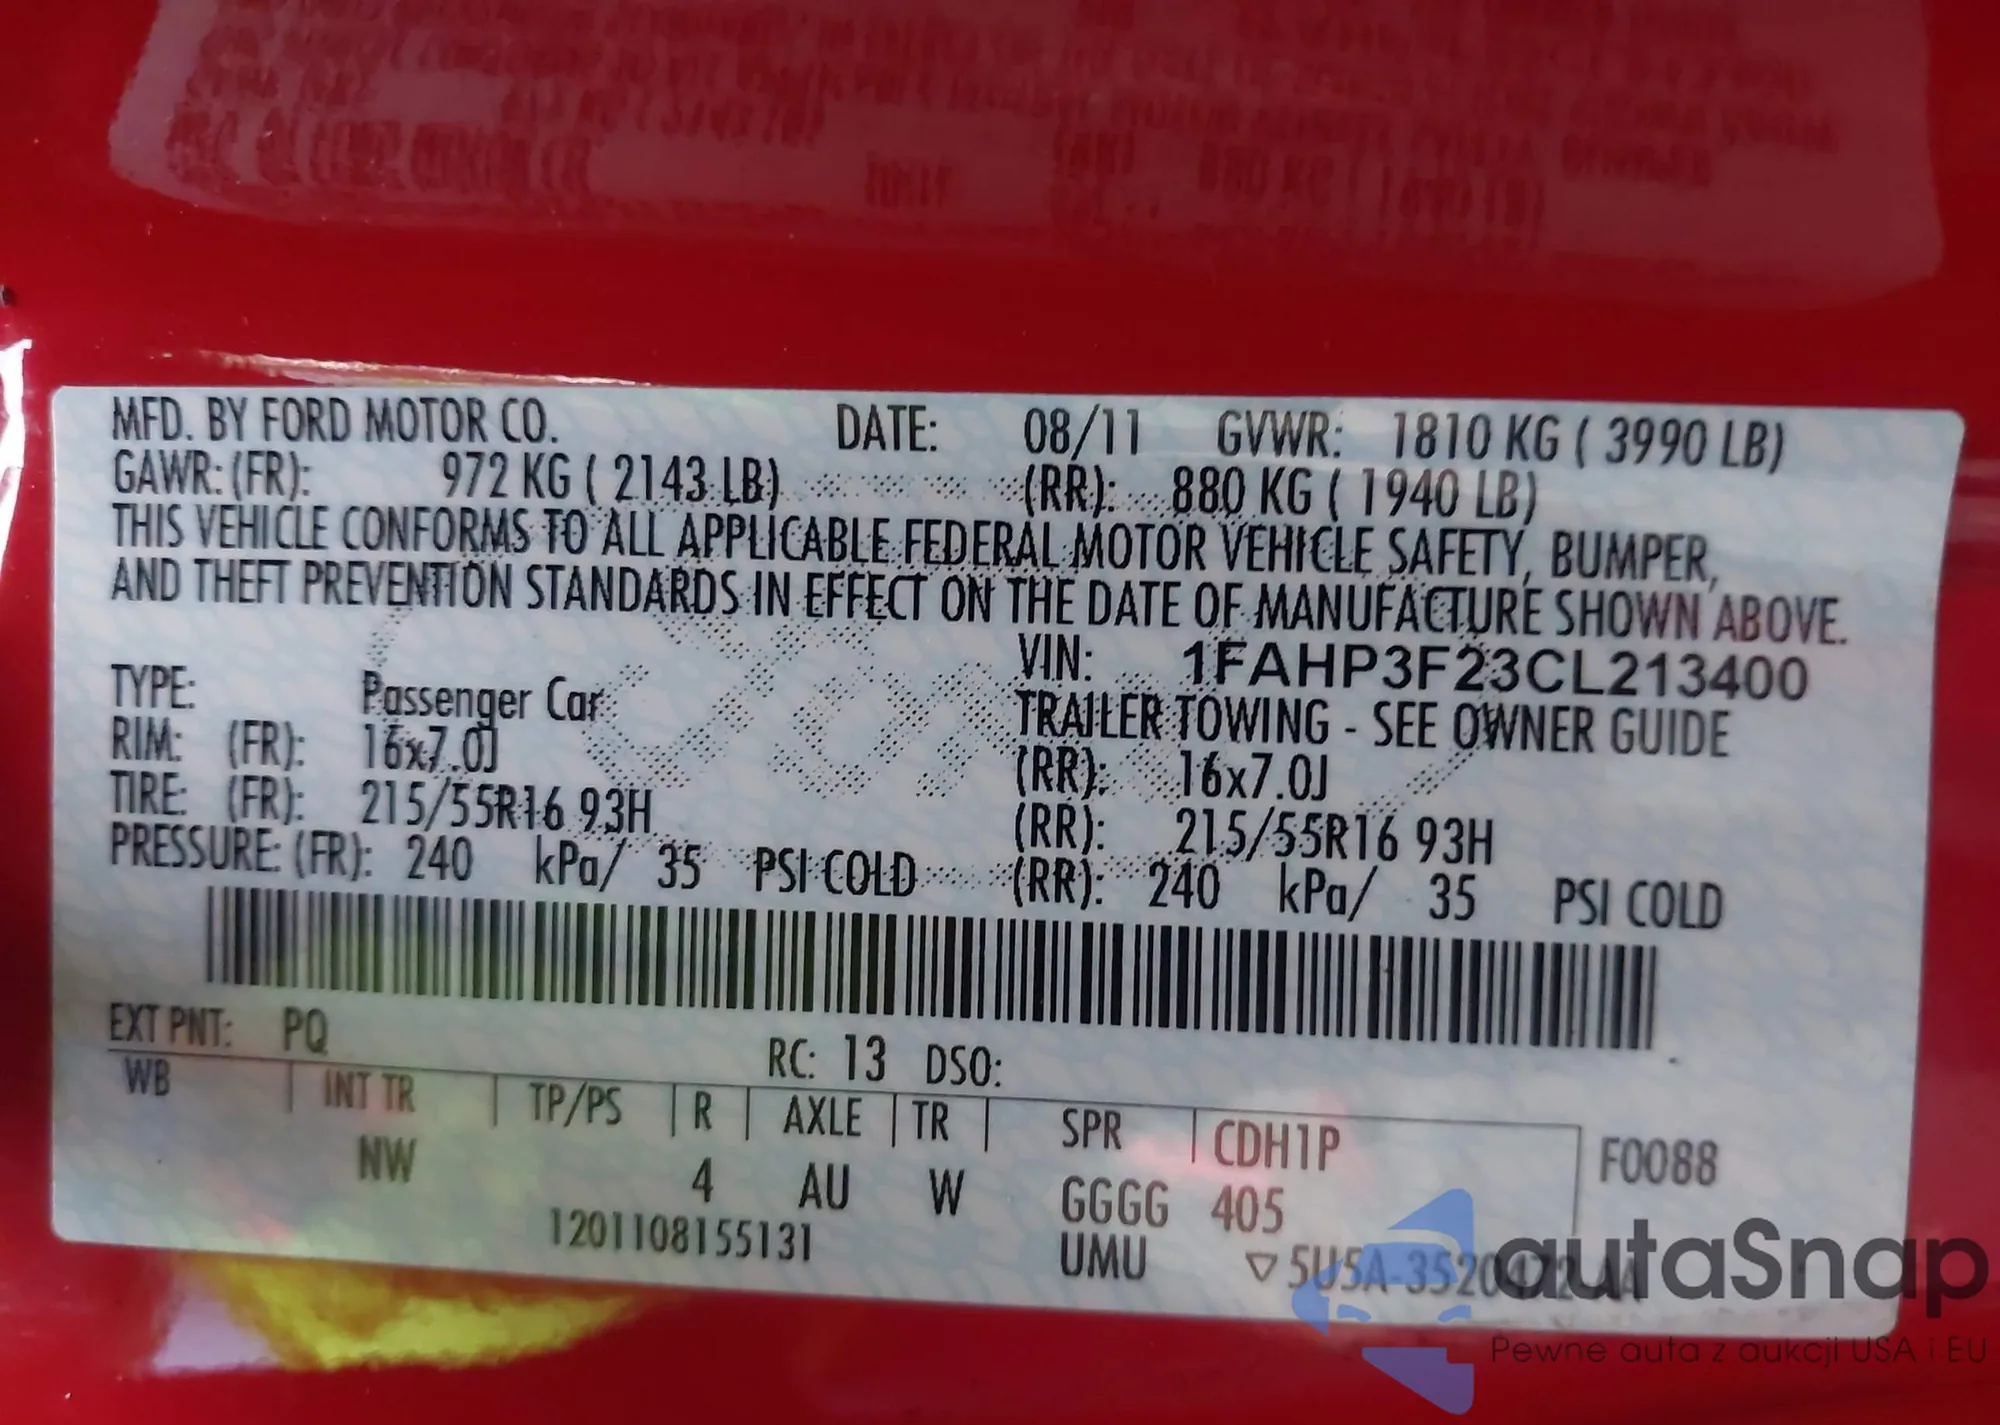 MFD. BY FORD MOTOR CO. DATE: 08/11 GVWR: 1810 KG ( 3990 LB)
GAWR: (FR): 972 KG ( 2143 LB) (RR): 880 KG ( 1940 LB)
THIS VEHICLE CONFORMS TO ALL APPLICABLE FEDERAL MOTOR VEHICLE SAFETY, BUMPER,
AND THEFT PREVENTION STANDARDS IN EFFECT ON THE DATE OF MANUFACTURE SHOWN ABOVE.
VIN: 1FAHP3F23CL213400
TYPE: Passenger Car TRAILER TOWING - SEE OWNER GUIDE
RIM: (FR): 16x7.0J (RR): 16x7.0J
TIRE: (FR): 215/55R16 93H (RR): 215/55R16 93H
PRESSURE: (FR): 240 kPa/ 35 PSI COLD (RR): 240 kPa/ 35 PSI COLD
EXT PNT: PQ RC: 13 DSO:
WB INT TR TP/PS R AXLE TR SPR CDH1P F0088
NW 4 AU W GGGG 405
1201108155131 UMU ▽ 5U5A-3520472-AA
autaSnap
Pewne auta z aukcji USA i EU